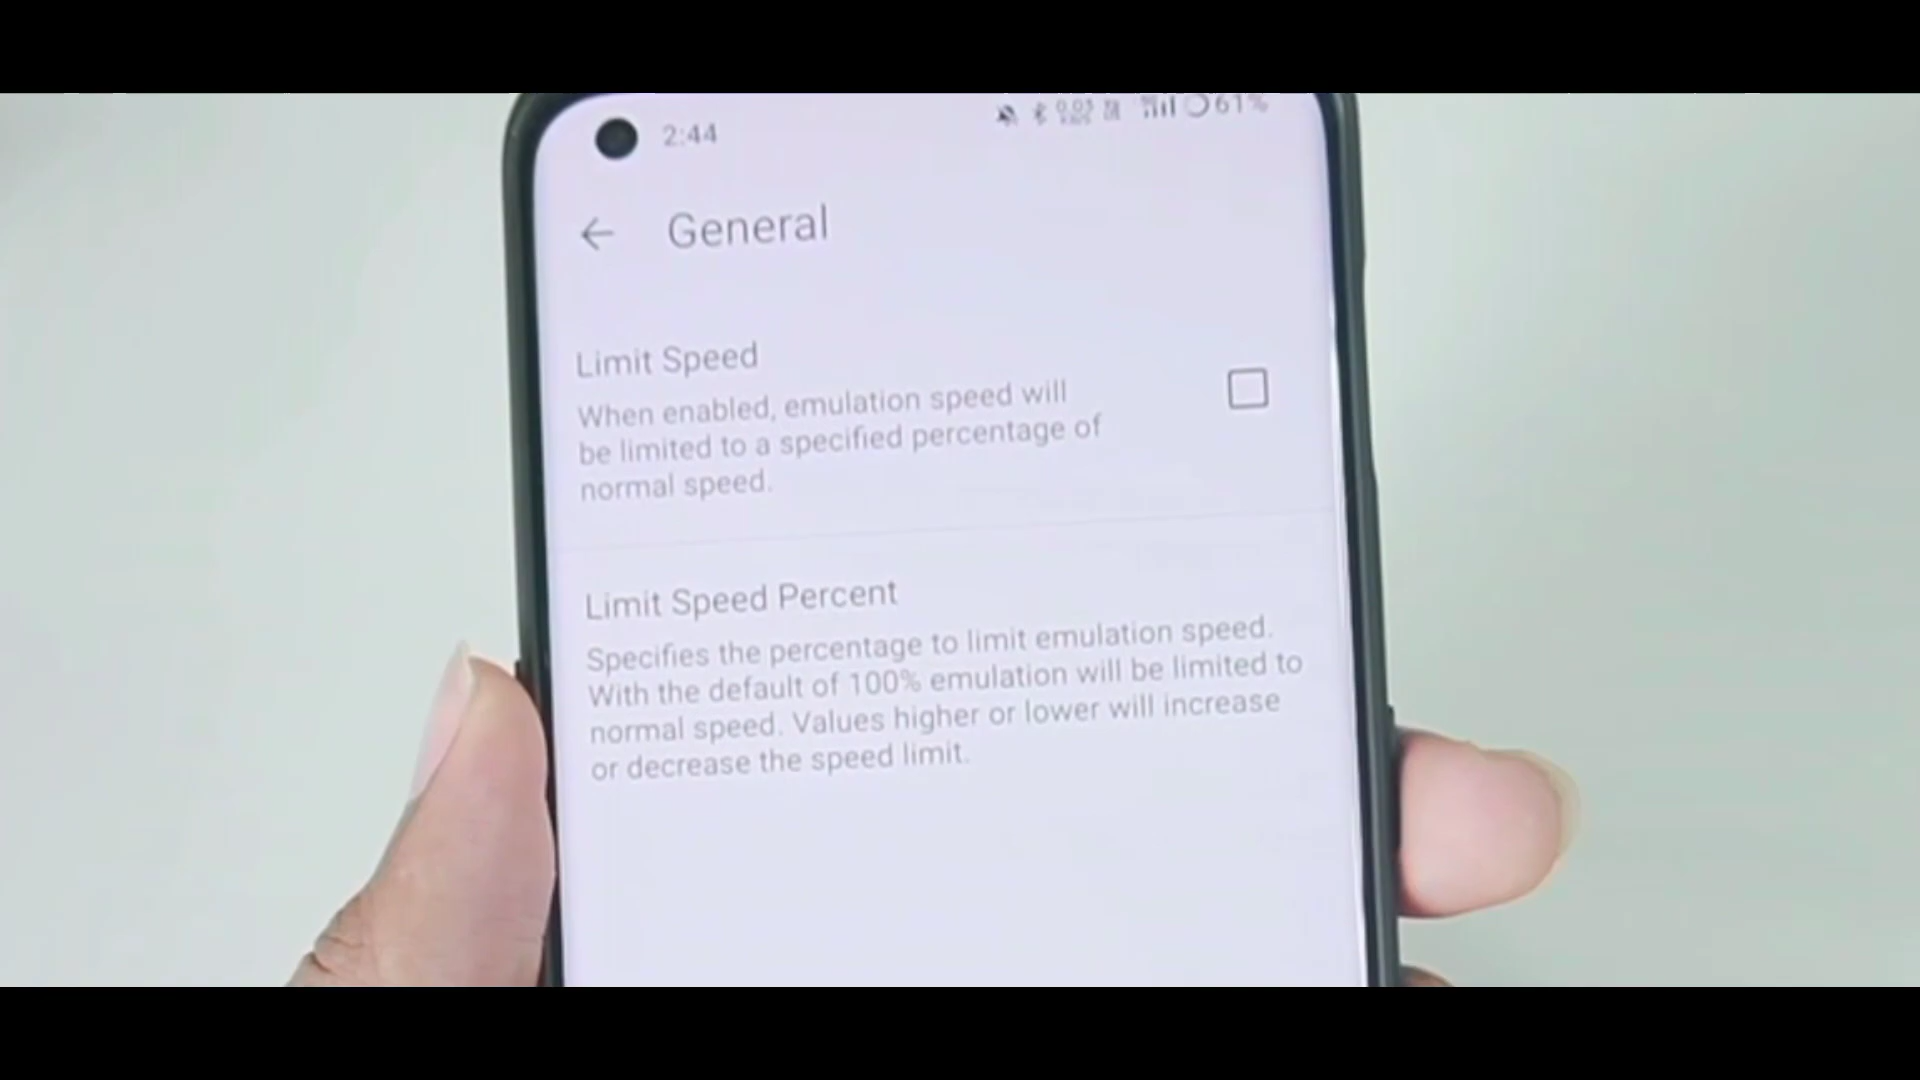 2:44
61%
General
Limit Speed
When enabled, emulation speed will
be limited to a specified percentage of
normal speed.
Limit Speed Percent
Specifies the percentage to limit emulation speed.
With the default of 100% emulation will be limited to
normal speed. Values higher or lower will increase
or decrease the speed limit.